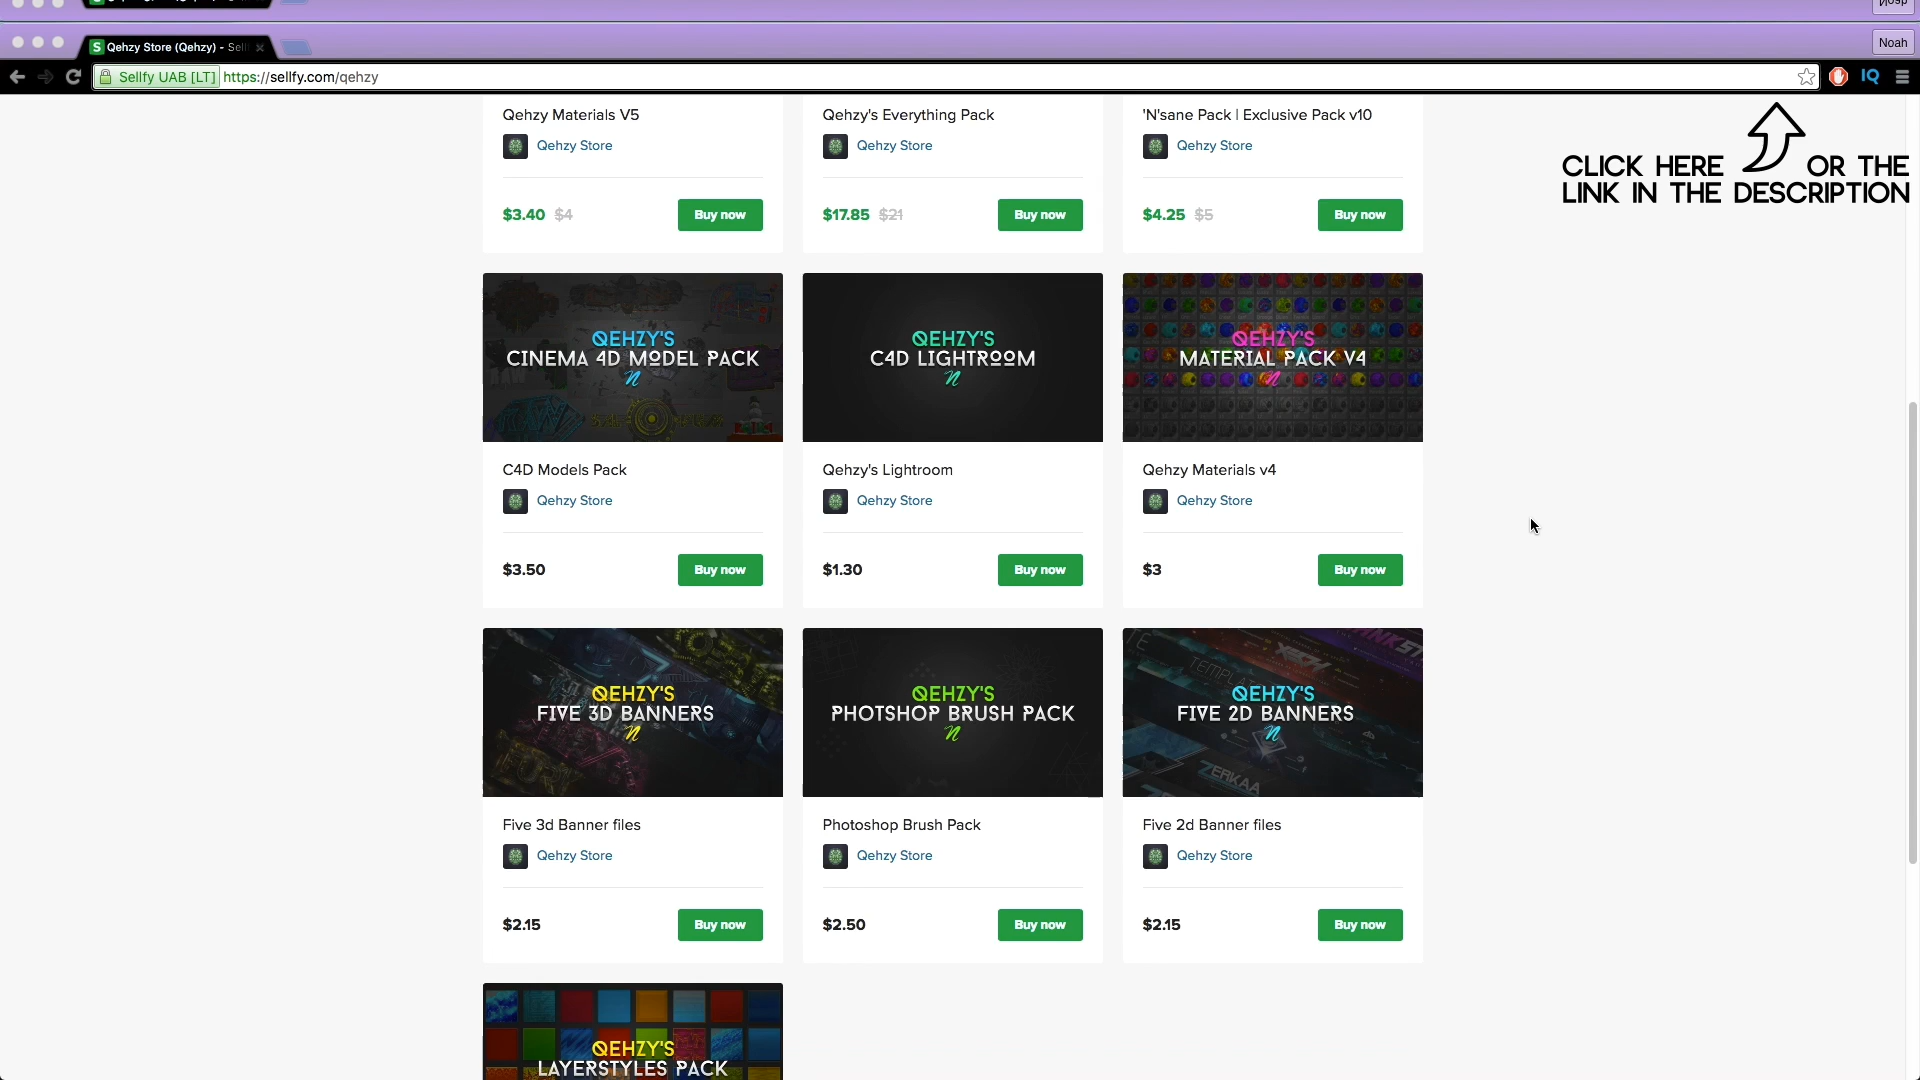 Noah
Qehzy Store (Qehzy) - Sell
Sellfy UAB [LT] https://sellfy.com/qehzy
IQ
CLICK HERE OR THE
LINK IN THE DESCRIPTION
Qehzy Materials V5
Qehzy Store
$3.40 $4
Buy now
Qehzy's Everything Pack
Qehzy Store
$17.85 $21
Buy now
'N'sane Pack | Exclusive Pack v10
Qehzy Store
$4.25 $5
Buy now
QEHZY'S
CINEMA 4D MODEL PACK
N
C4D Models Pack
Qehzy Store
$3.50
Buy now
QEHZY'S
C4D LIGHTROOM
N
Qehzy's Lightroom
Qehzy Store
$1.30
Buy now
QEHZY'S
MATERIAL PACK V4
N
Qehzy Materials v4
Qehzy Store
$3
Buy now
QEHZY'S
FIVE 3D BANNERS
N
FURY
Five 3d Banner files
Qehzy Store
$2.15
Buy now
QEHZY'S
PHOTSHOP BRUSH PACK
N
Photoshop Brush Pack
Qehzy Store
$2.50
Buy now
TEMPLA
QEHZY'S
FIVE 2D BANNERS
N
ZERKAA
Five 2d Banner files
Qehzy Store
$2.15
Buy now
QEHZY'S
LAYERSTYLES PACK